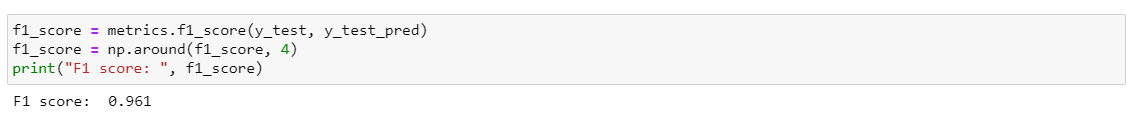 f1_score = metrics.f1_score(y_test, y_test_pred)
f1_score = np.around(f1_score, 4)
print("F1 score: ", f1_score)
F1 score:  0.961